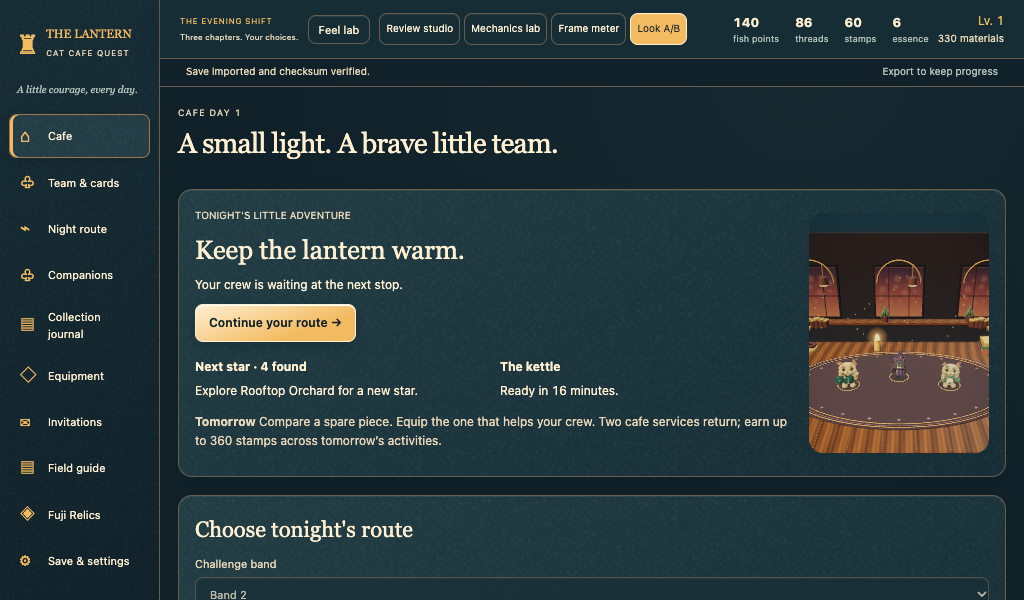 THE LANTERN
CAT CAFE QUEST
A little courage, every day.
Cafe
Team & cards
Night route
Companions
Collection
journal
Equipment
Invitations
Field guide
Fuji Relics
Save & settings
THE EVENING SHIFT
Three chapters. Your choices.
Feel lab
Review studio
Mechanics lab
Frame meter
Look A/B
140
fish points
86
threads
60
stamps
6
essence
Lv. 1
330 materials
Save imported and checksum verified.
Export to keep progress
CAFE DAY 1
A small light. A brave little team.
TONIGHT'S LITTLE ADVENTURE
Keep the lantern warm.
Your crew is waiting at the next stop.
Continue your route →
Next star · 4 found
Explore Rooftop Orchard for a new star.
The kettle
Ready in 16 minutes.
Tomorrow Compare a spare piece. Equip the one that helps your crew. Two cafe services return; earn up
to 360 stamps across tomorrow's activities.
Choose tonight's route
Challenge band
Band 2